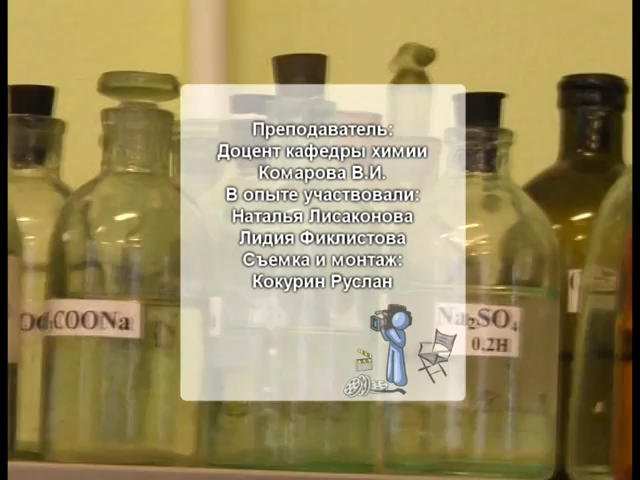 Преподаватель:
Доцент кафедры химии
Комарова В.И.
В опыте участвовали:
Наталья Лисаконова
Лидия Фиклистова
Съемка и монтаж:
Кокурин Руслан
COONa
Na₂SO₄
0.2Н